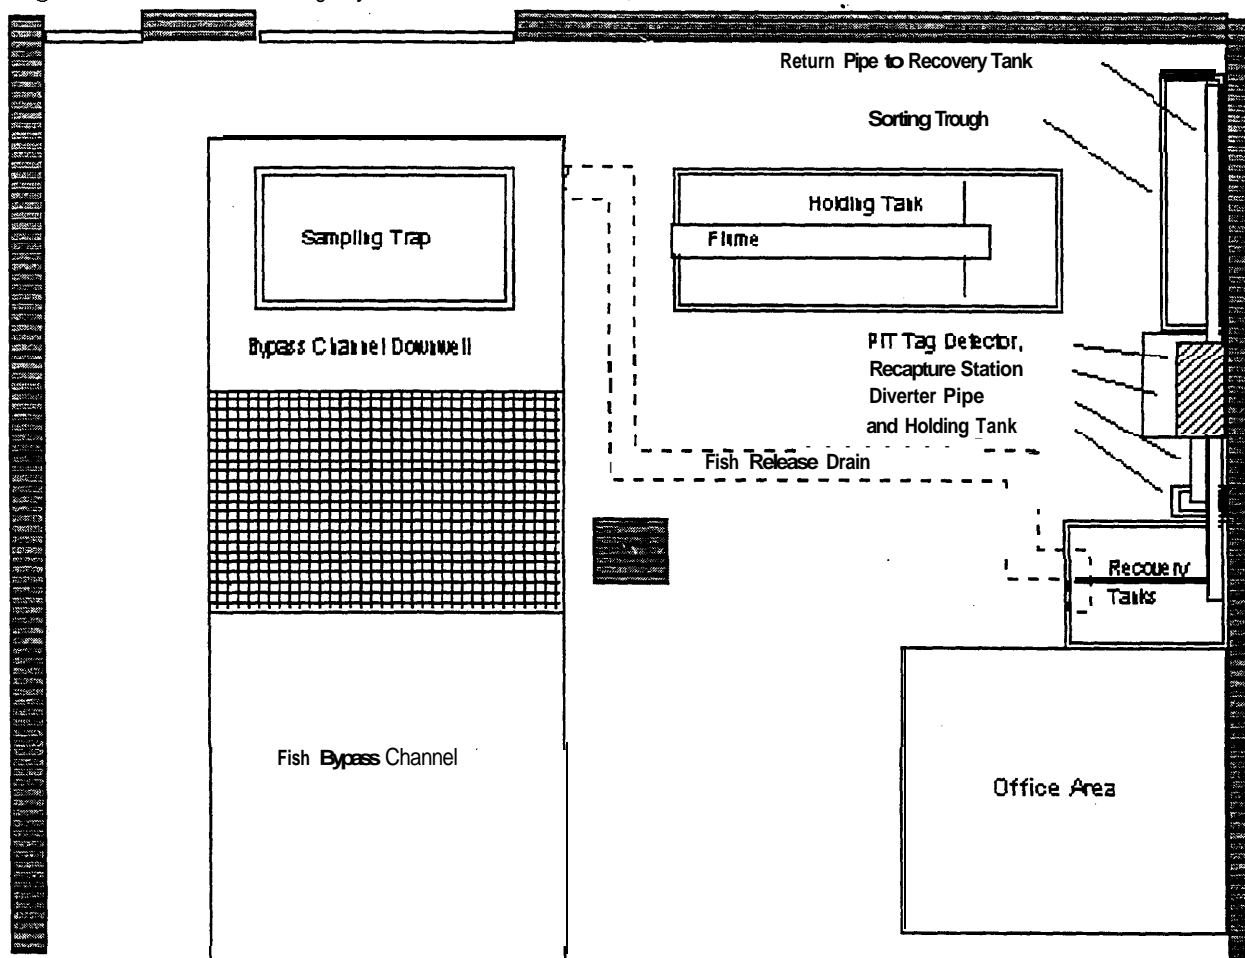 Return Pipe to Recovery Tank
Sorting Trough
Holding Tank
Sampling Trap
Flume
Bypass Channel Downwell
PIT Tag Detector,
Recapture Station
Diverter Pipe
and Holding Tank
Fish Release Drain
Recovery
Tanks
Fish Bypass Channel
Office Area